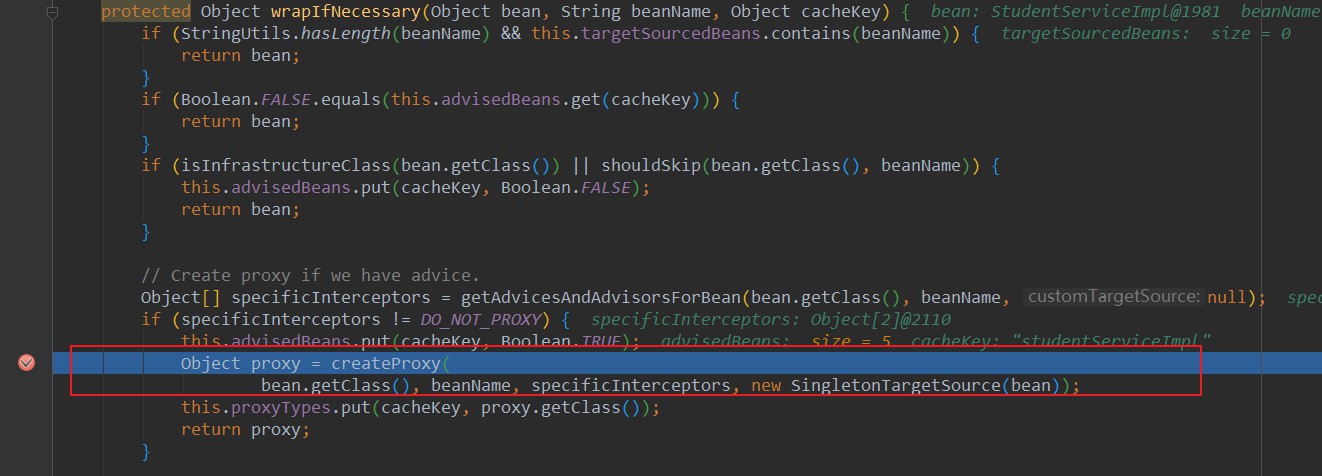 protected Object wrapIfNecessary(Object bean, String beanName, Object cacheKey) {  bean: StudentServiceImpl@1981  beanName
if (StringUtils.hasLength(beanName) && this.targetSourcedBeans.contains(beanName)) {  targetSourcedBeans:  size = 0
return bean;
}
if (Boolean.FALSE.equals(this.advisedBeans.get(cacheKey))) {
return bean;
}
if (isInfrastructureClass(bean.getClass()) || shouldSkip(bean.getClass(), beanName)) {
this.advisedBeans.put(cacheKey, Boolean.FALSE);
return bean;
}
// Create proxy if we have advice.
Object[] specificInterceptors = getAdvicesAndAdvisorsForBean(bean.getClass(), beanName, customTargetSource: null);  spec
if (specificInterceptors != DO_NOT_PROXY) {  specificInterceptors: Object[2]@2110
this.advisedBeans.put(cacheKey, Boolean.TRUE);  advisedBeans:  size = 5  cacheKey: "studentServiceImpl"
Object proxy = createProxy(
bean.getClass(), beanName, specificInterceptors, new SingletonTargetSource(bean));
this.proxyTypes.put(cacheKey, proxy.getClass());
return proxy;
}